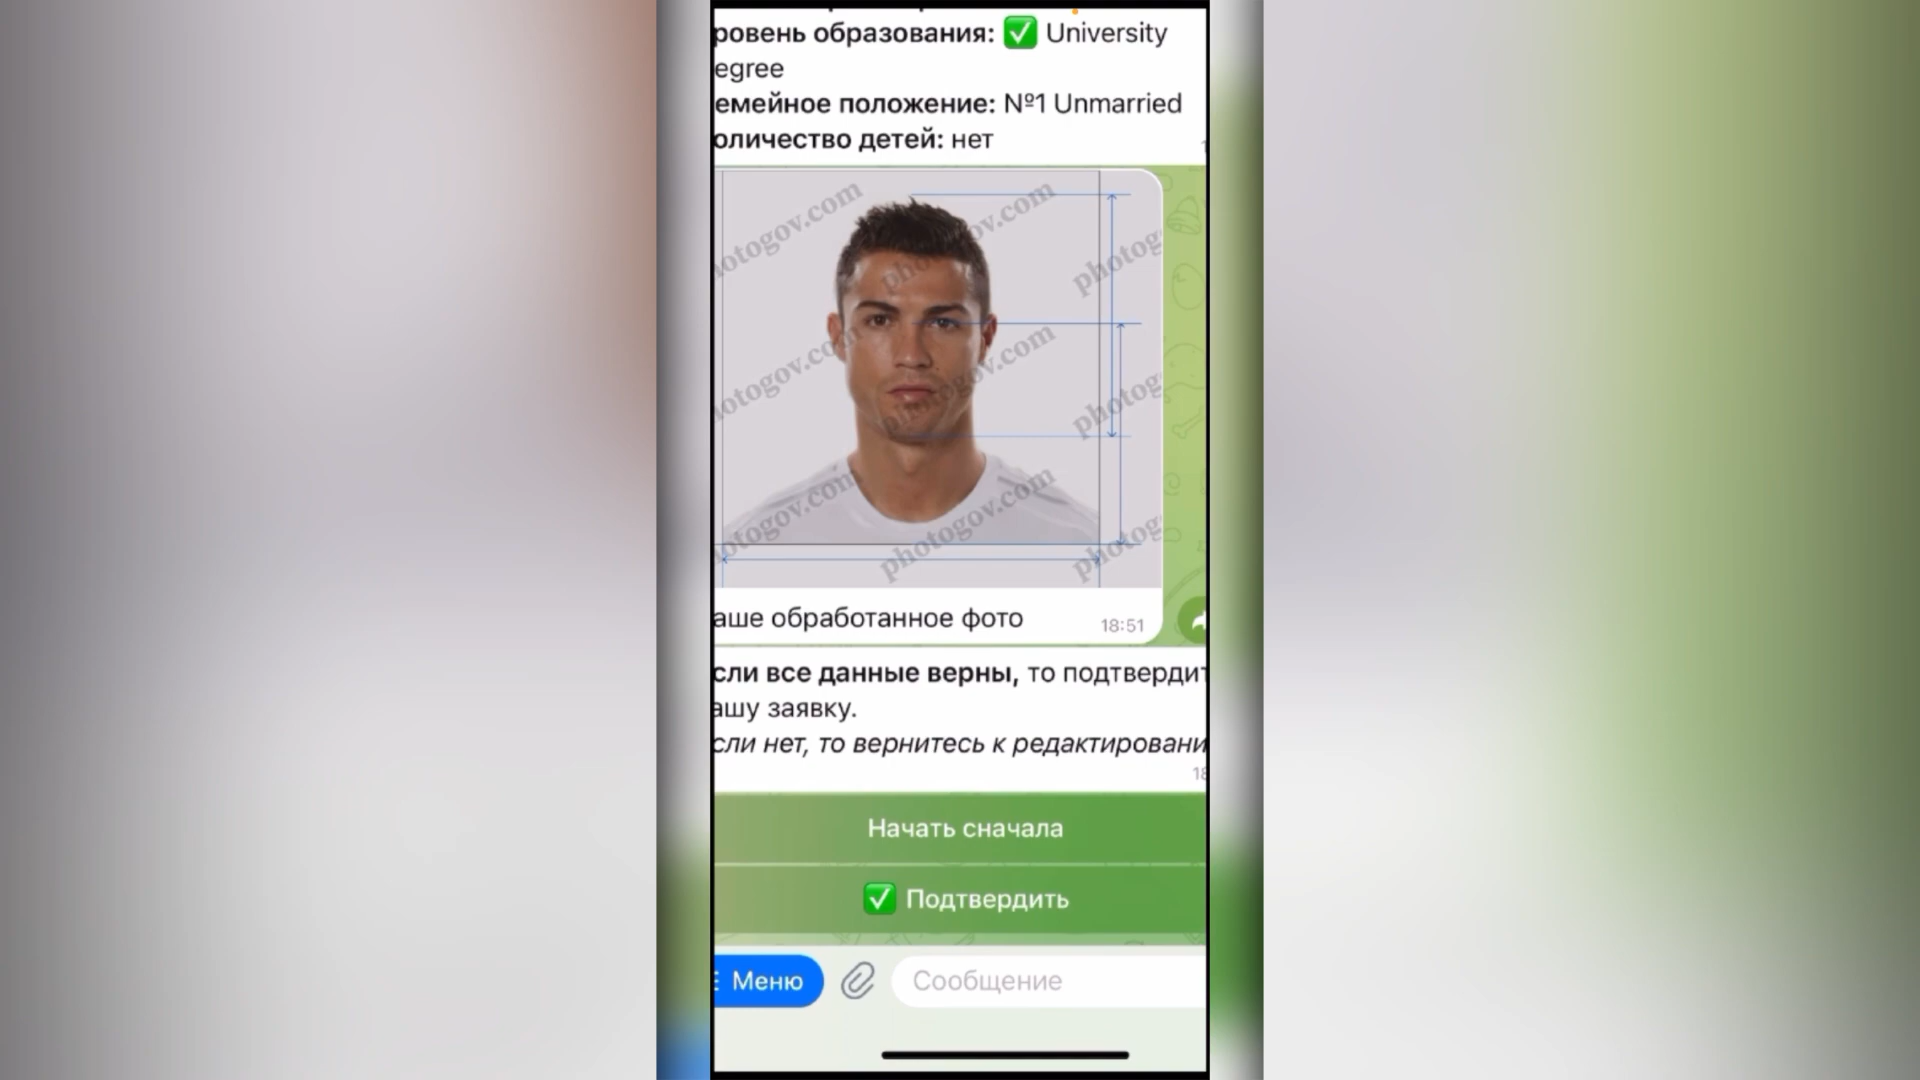 ровень образования: ✅ University
egree
емейное положение: №1 Unmarried
оличество детей: нет
photogov.com
аше обработанное фото
18:51
сли все данные верны, то подтвердит
ашу заявку.
сли нет, то вернитесь к редактировани
18
Начать сначала
✅ Подтвердить
Меню
Сообщение